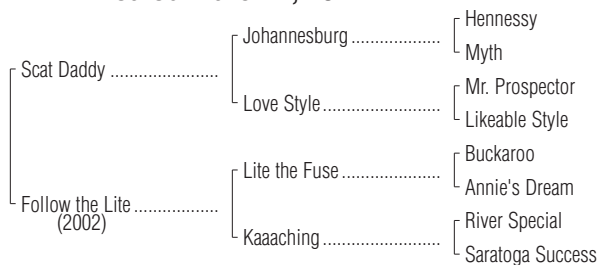 Hennessy
Johannesburg ....................
Myth
Scat Daddy ........................
Mr. Prospector
Love Style ..........................
Likeable Style
Buckaroo
Lite the Fuse ......................
Annie's Dream
Follow the Lite ...................
(2002)
River Special
Kaaaching ..........................
Saratoga Success